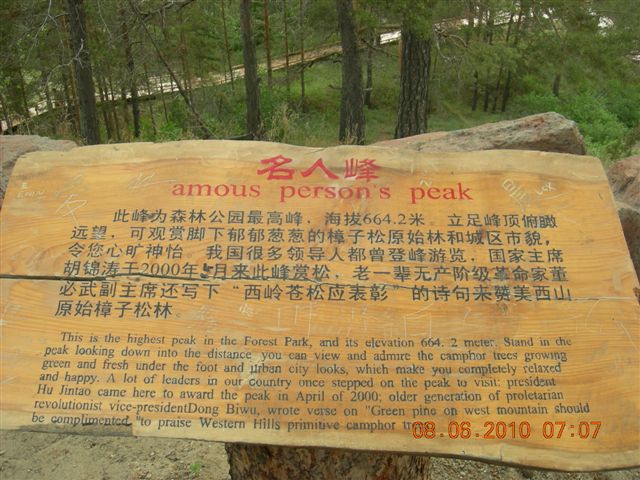 名人峰
amous person's peak
此峰为森林公园最高峰，海拔664.2米。立足峰顶俯瞰
远望，可观赏脚下郁郁葱葱的樟子松原始林和城区市貌，
令您心旷神怡。我国很多领导人都曾登峰游览，国家主席
胡锦涛于2000年 月来此峰赏松，老一辈无产阶级革命家董
必武副主席还写下“西岭苍松应表彰”的诗句来赞美西山
原始樟子松林。
This is the highest peak in the Forest Park, and its elevation 664. 2 meter. Stand in the
peak looking down into the distance you can view and admire the camphor trees growing
green and fresh under the foot and urban city looks, which make you completely relaxed
and happy. A lot of leaders in our country once stepped on the peak to visit: president
Hu Jintao came here to award the peak in April of 2000; older generation of proletarian
revolutionist vice-presidentDong Biwu, wrote verse on "Green pine on west mountain should
be complimented "to praise Western Hills primitive camphor
08.06.2010 07:07